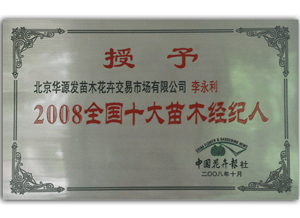 授予
北京华源发苗木花卉交易市场有限公司 李永利
2008全国十大苗木经纪人
中国花卉报社
二〇〇八年十月